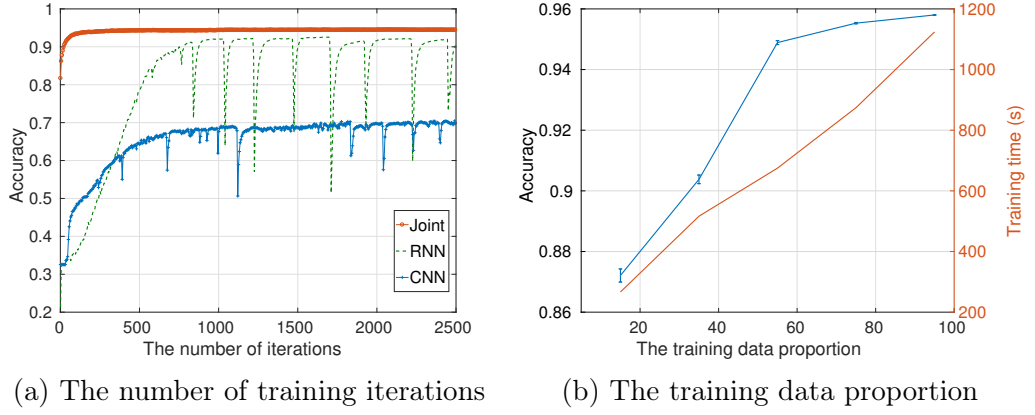 1
0.9
0.8
0.7
0.6
0.5
0.4
0.3
0.2
Accuracy
Joint
RNN
CNN
0 500 1000 1500 2000 2500
The number of iterations
(a) The number of training iterations
0.96
0.94
0.92
0.9
0.88
0.86
Accuracy
1200
1000
800
600
400
200
Training time (s)
20 40 60 80 100
The training data proportion
(b) The training data proportion